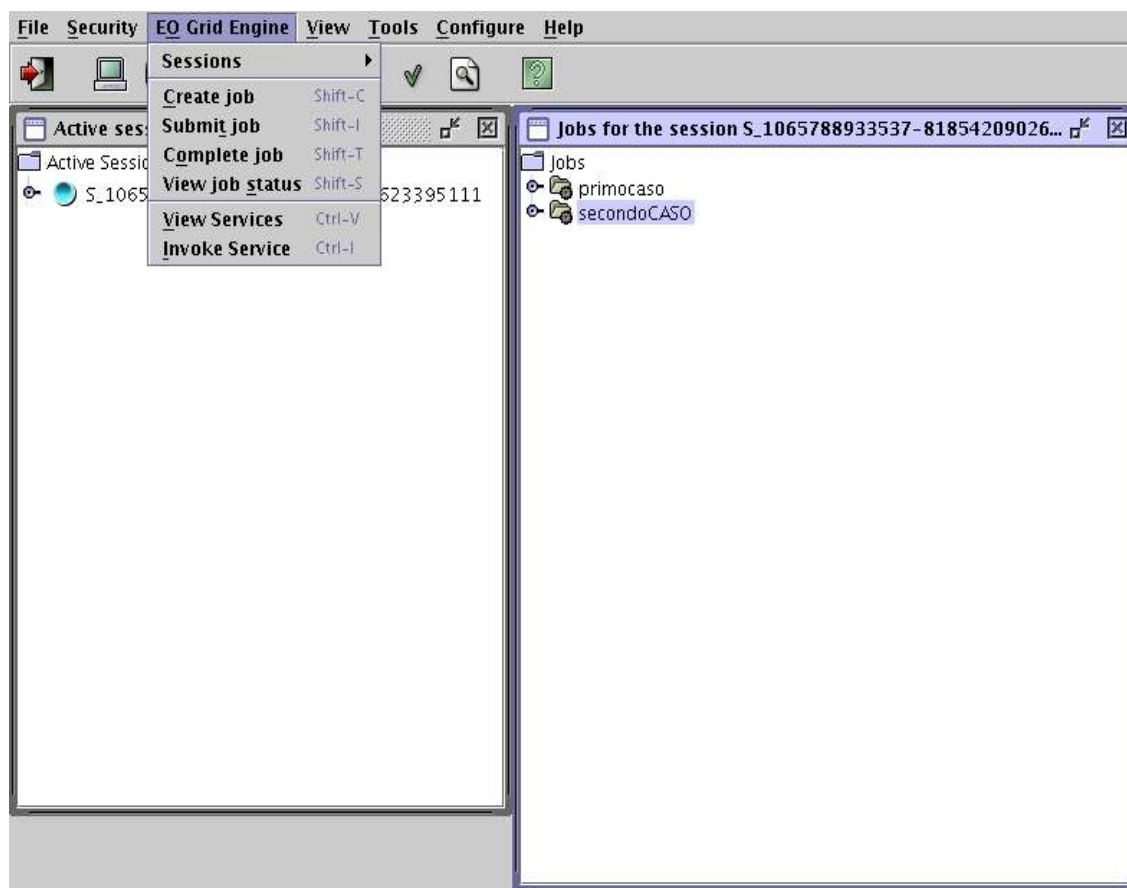 File Security EO Grid Engine View Tools Configure Help
Sessions
Create job Shift-C
Submit job Shift-I
Complete job Shift-T
View job status Shift-S
View Services Ctrl-V
Invoke Service Ctrl-I
Active ses
Active Sessio
S_1065 623395111
Jobs for the session S_1065788933537-81854209026...
Jobs
primocaso
secondoCASO